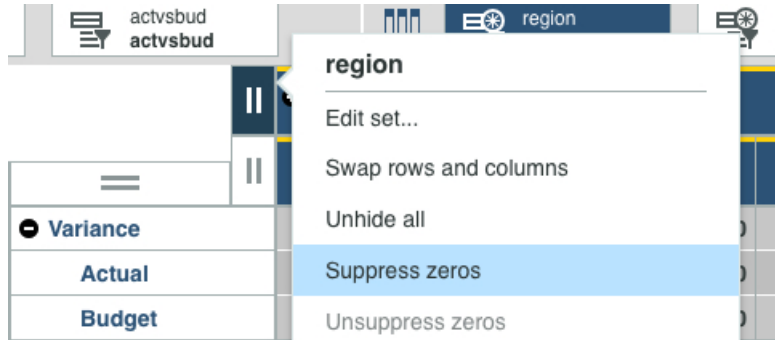 actvsbud
actvsbud
region
region
Edit set...
Swap rows and columns
Unhide all
Suppress zeros
Unsuppress zeros
Variance
Actual
Budget